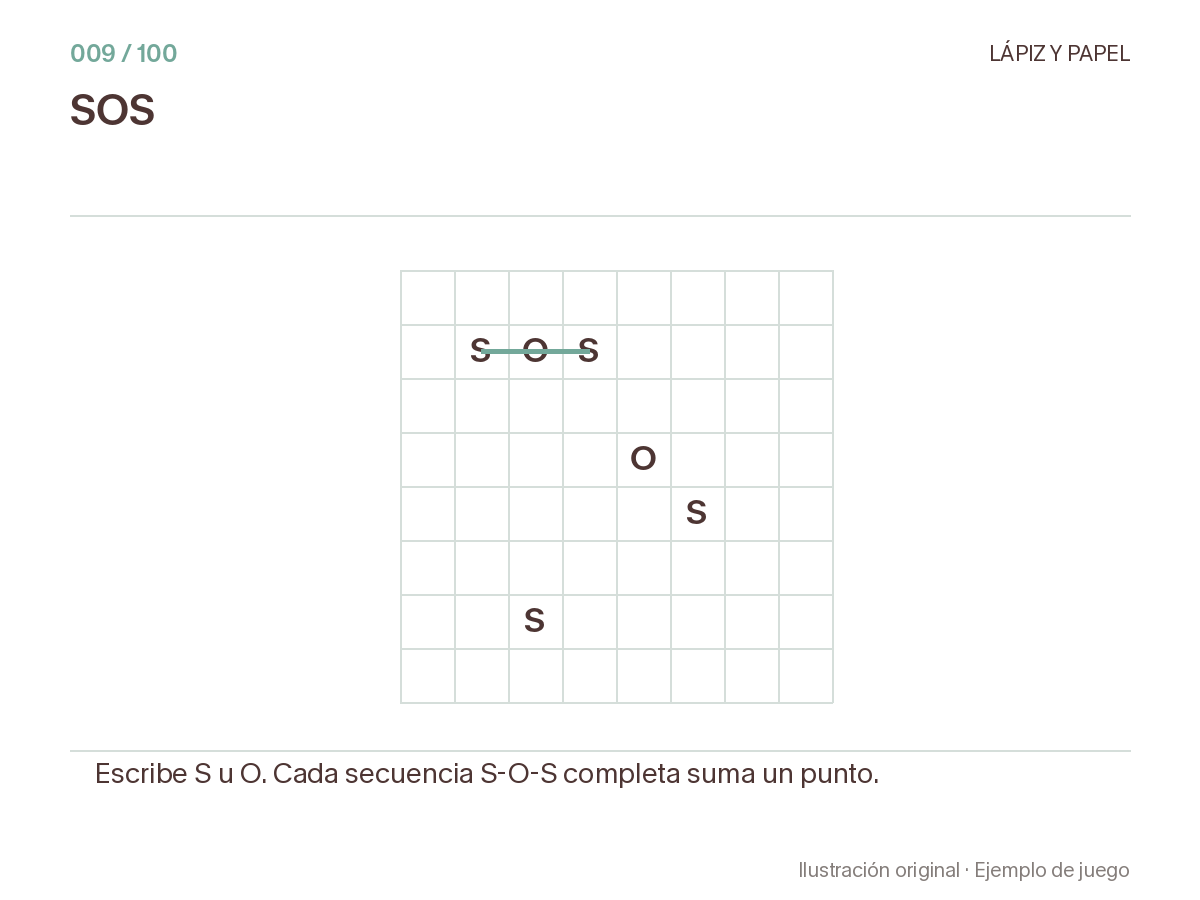 009 / 100
LÁPIZ Y PAPEL
SOS
S O S
O
S
S
Escribe S u O. Cada secuencia S-O-S completa suma un punto.
Ilustración original · Ejemplo de juego